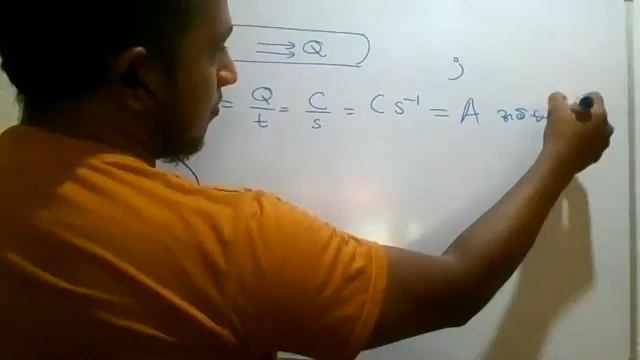 ⇒ Q
j
= Q/t = C/s = C s⁻¹ = A